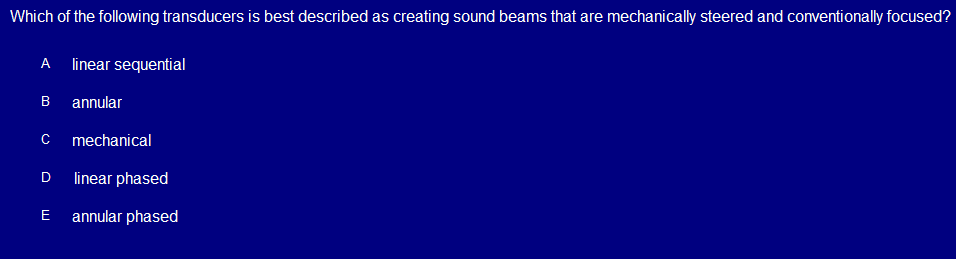 Which of the following transducers is best described as creating sound beams that are mechanically steered and conventionally focused?
A linear sequential
B annular
C mechanical
D linear phased
E annular phased